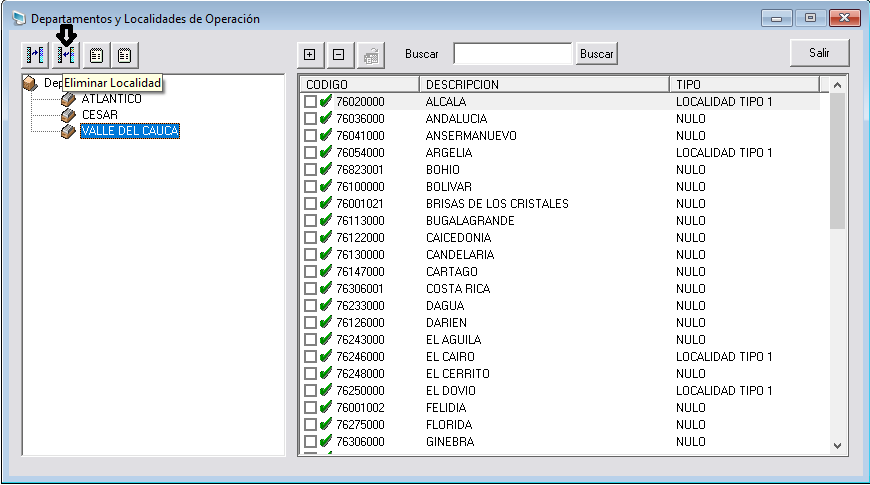 Departamentos y Localidades de Operación
Buscar Buscar Salir
Dep
Eliminar Localidad
ATLANTICO
CESAR
VALLE DEL CAUCA
CODIGO DESCRIPCION TIPO
76020000 ALCALA LOCALIDAD TIPO 1
76036000 ANDALUCIA NULO
76041000 ANSERMANUEVO NULO
76054000 ARGELIA LOCALIDAD TIPO 1
76823001 BOHIO NULO
76100000 BOLIVAR NULO
76001021 BRISAS DE LOS CRISTALES NULO
76113000 BUGALAGRANDE NULO
76122000 CAICEDONIA NULO
76130000 CANDELARIA NULO
76147000 CARTAGO NULO
76306001 COSTA RICA NULO
76233000 DAGUA NULO
76126000 DARIEN NULO
76243000 EL AGUILA NULO
76246000 EL CAIRO LOCALIDAD TIPO 1
76248000 EL CERRITO NULO
76250000 EL DOVIO LOCALIDAD TIPO 1
76001002 FELIDIA NULO
76275000 FLORIDA NULO
76306000 GINEBRA NULO